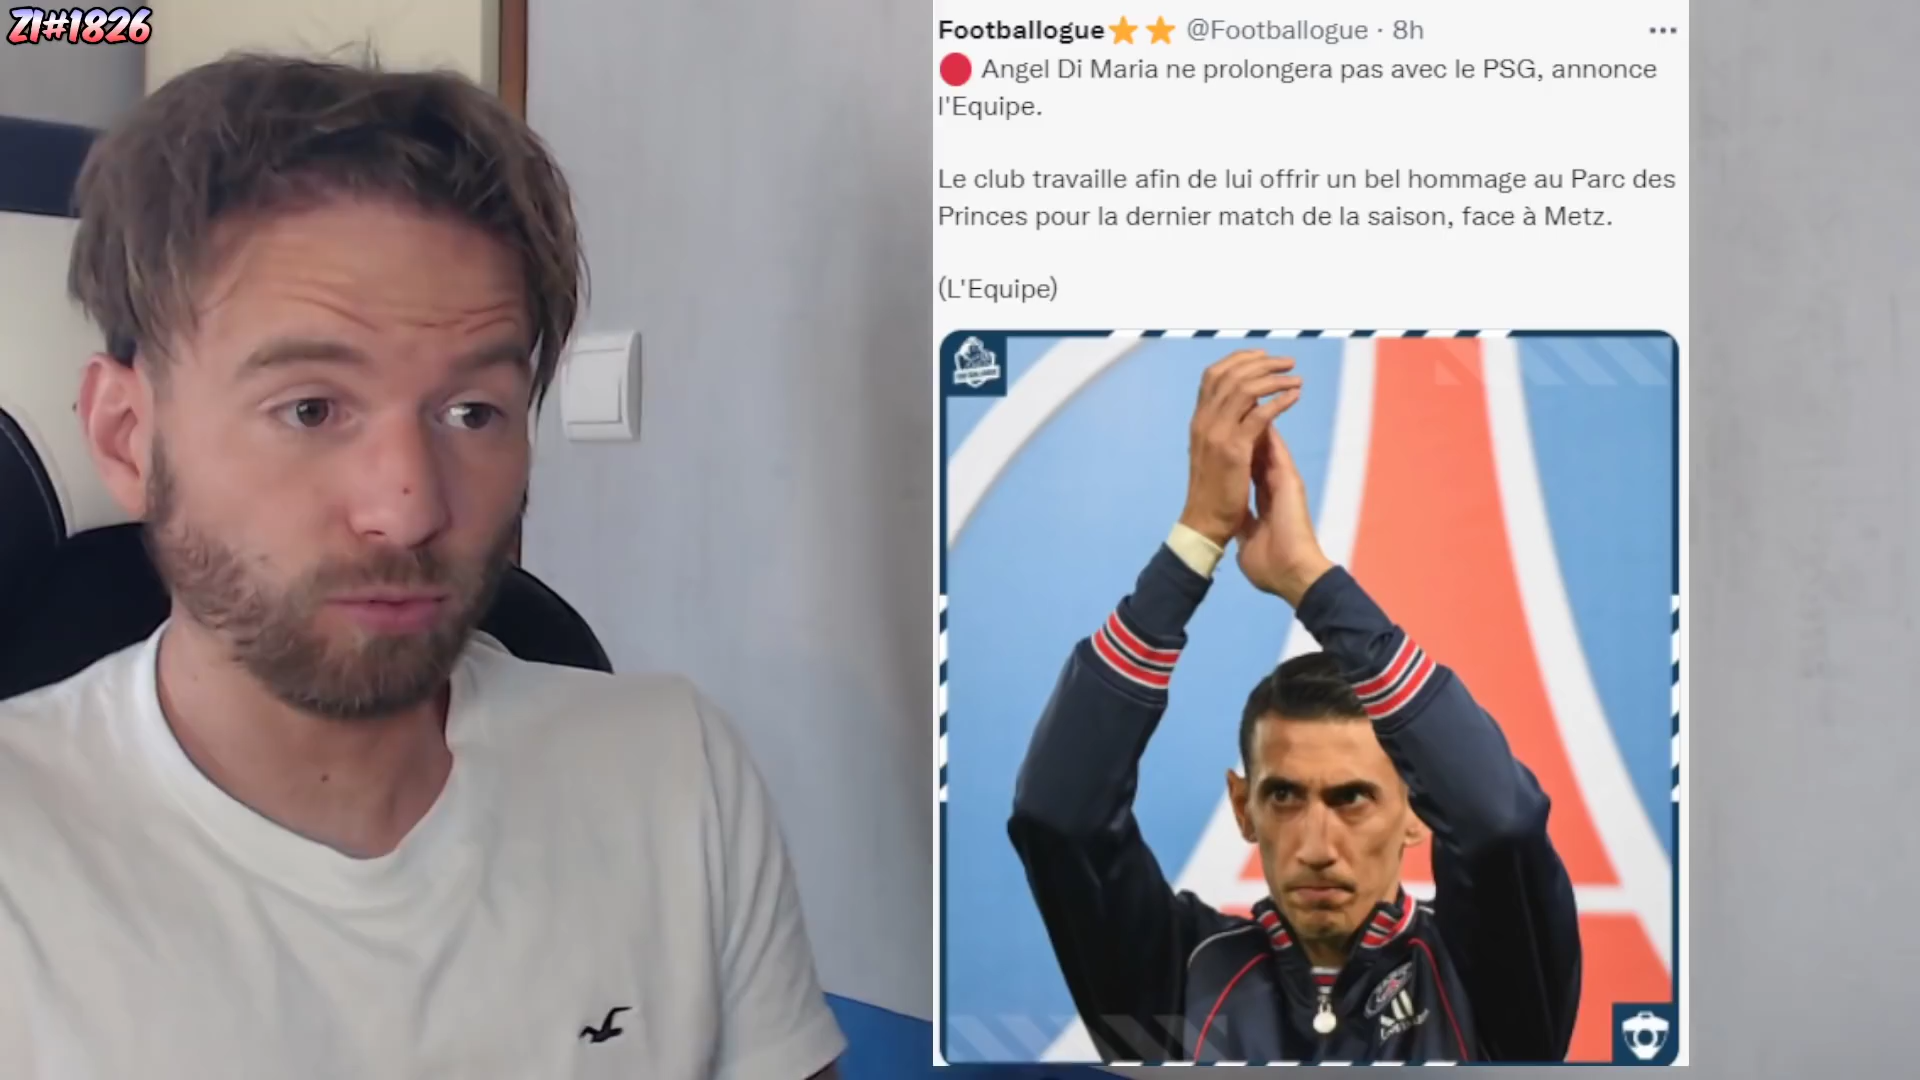 Z1#1826
Footballogue⭐⭐ @Footballogue · 8h
🔴 Angel Di Maria ne prolongera pas avec le PSG, annonce
l'Equipe.
Le club travaille afin de lui offrir un bel hommage au Parc des
Princes pour la dernier match de la saison, face à Metz.
(L'Equipe)